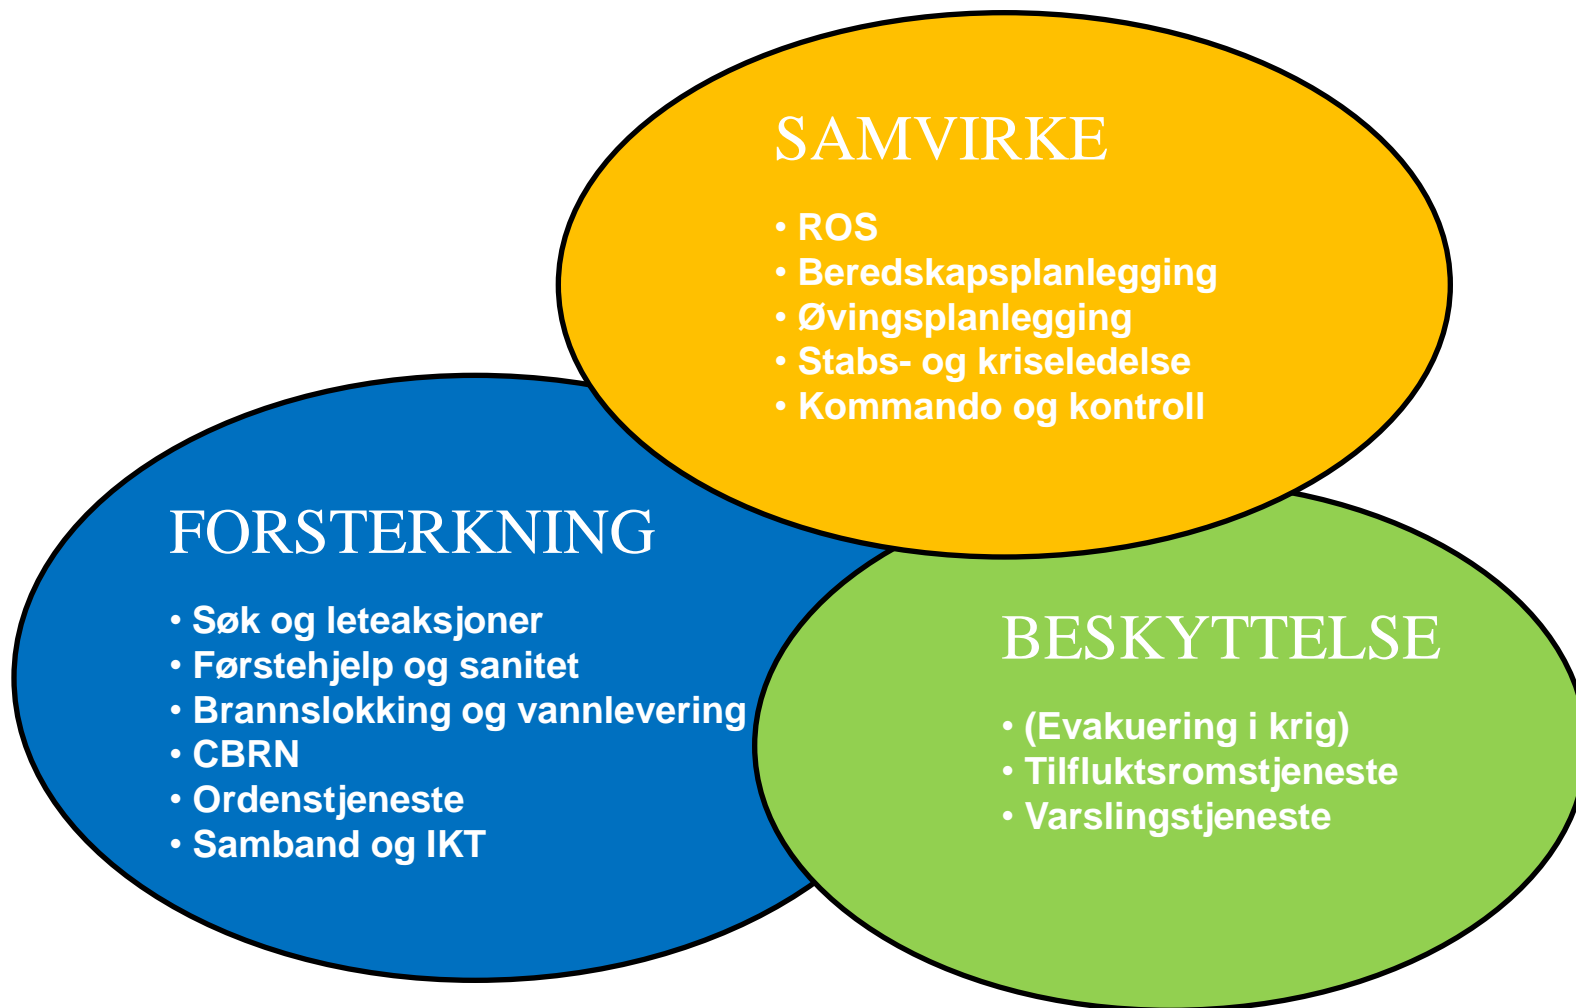 SAMVIRKE
• ROS
• Beredskapsplanlegging
• Øvingsplanlegging
• Stabs- og kriseledelse
• Kommando og kontroll
FORSTERKNING
• Søk og leteaksjoner
• Førstehjelp og sanitet
• Brannslokking og vannlevering
• CBRN
• Ordenstjeneste
• Samband og IKT
BESKYTTELSE
• (Evakuering i krig)
• Tilfluktsromstjeneste
• Varslingstjeneste